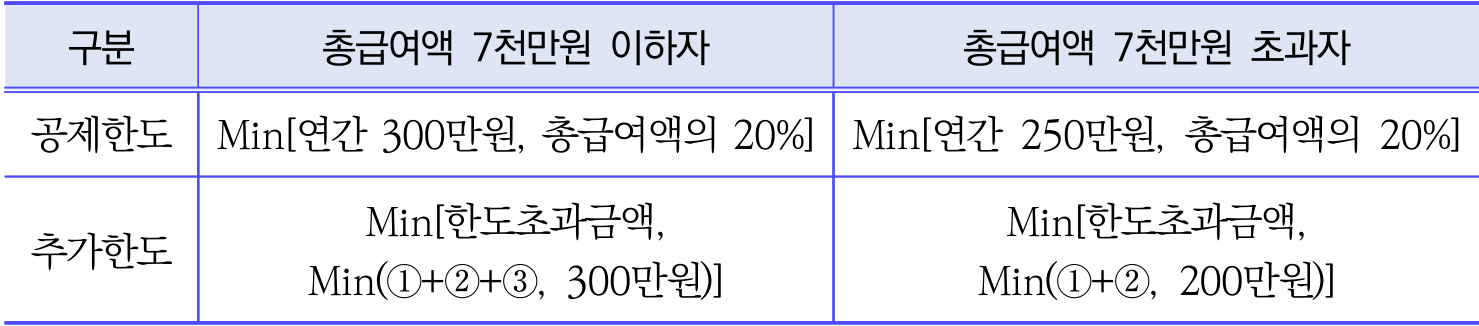 구분 총급여액 7천만원 이하자 총급여액 7천만원 초과자
공제한도 Min[연간 300만원, 총급여액의 20%] Min[연간 250만원, 총급여액의 20%]
추가한도 Min[한도초과금액, Min(①+②+③, 300만원)] Min[한도초과금액, Min(①+②, 200만원)]